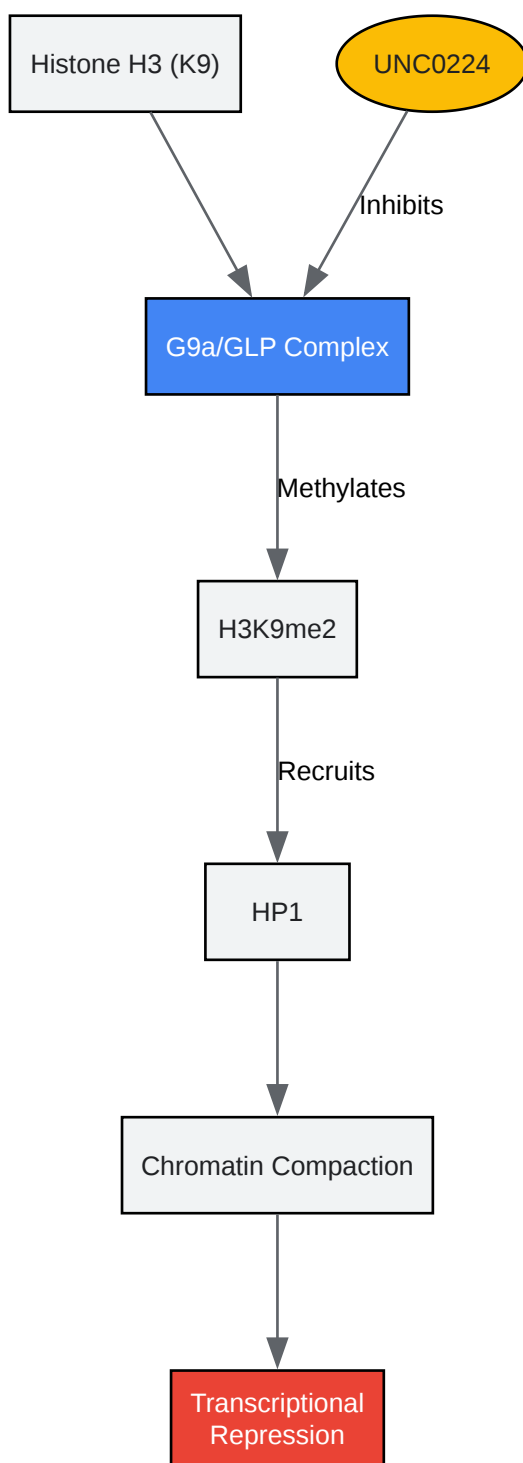 Histone H3 (K9)
UNC0224
Inhibits
G9a/GLP Complex
Methylates
H3K9me2
Recruits
HP1
Chromatin Compaction
Transcriptional
Repression